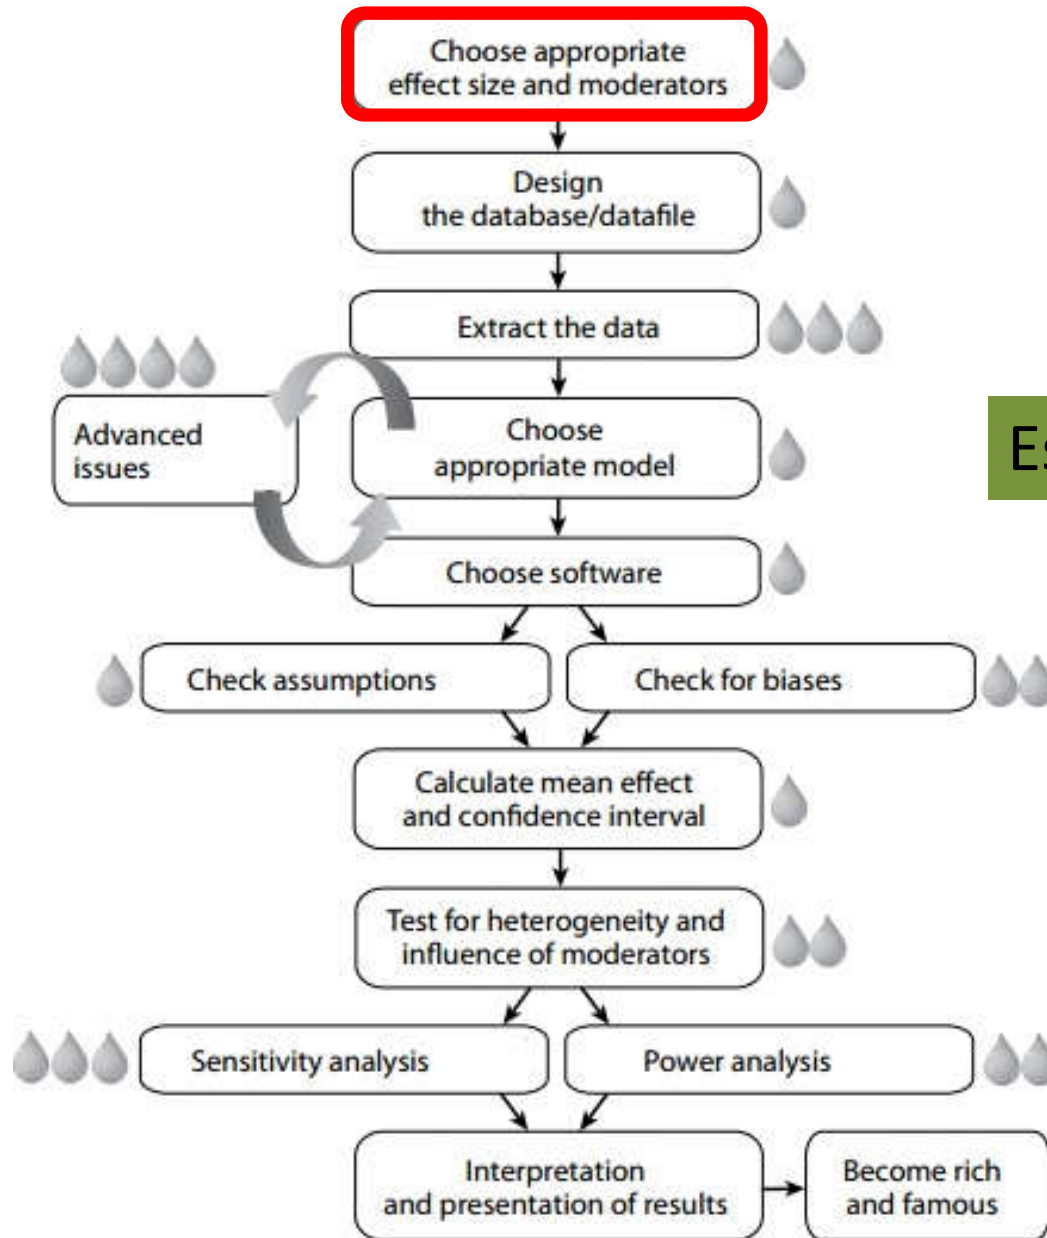 Choose appropriate
effect size and moderators
Design
the database/datafile
Extract the data
Advanced
issues
Choose
appropriate model
Choose software
Check assumptions
Check for biases
Calculate mean effect
and confidence interval
Test for heterogeneity and
influence of moderators
Sensitivity analysis
Power analysis
Interpretation
and presentation of results
Become rich
and famous